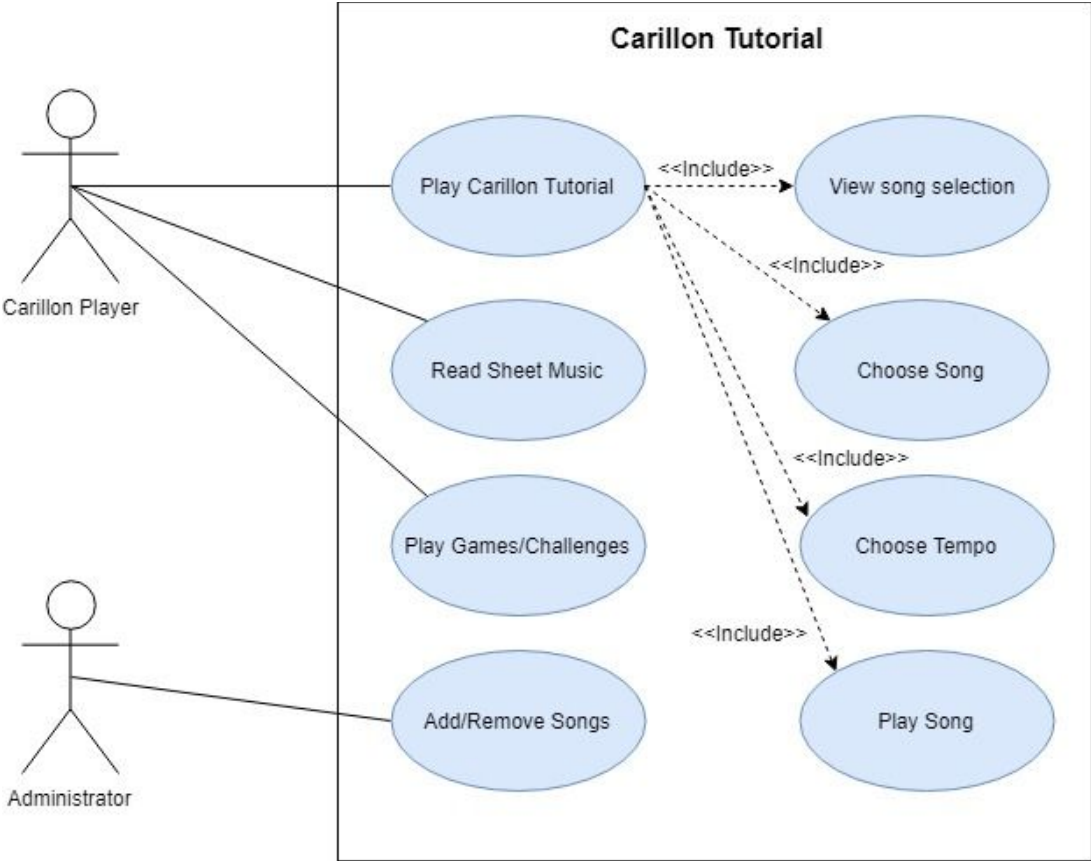 Carillon Tutorial
Play Carillon Tutorial
<<Include>>
View song selection
<<Include>>
Carillon Player
Read Sheet Music
Choose Song
<<Include>>
Play Games/Challenges
Choose Tempo
<<Include>>
Add/Remove Songs
Play Song
Administrator